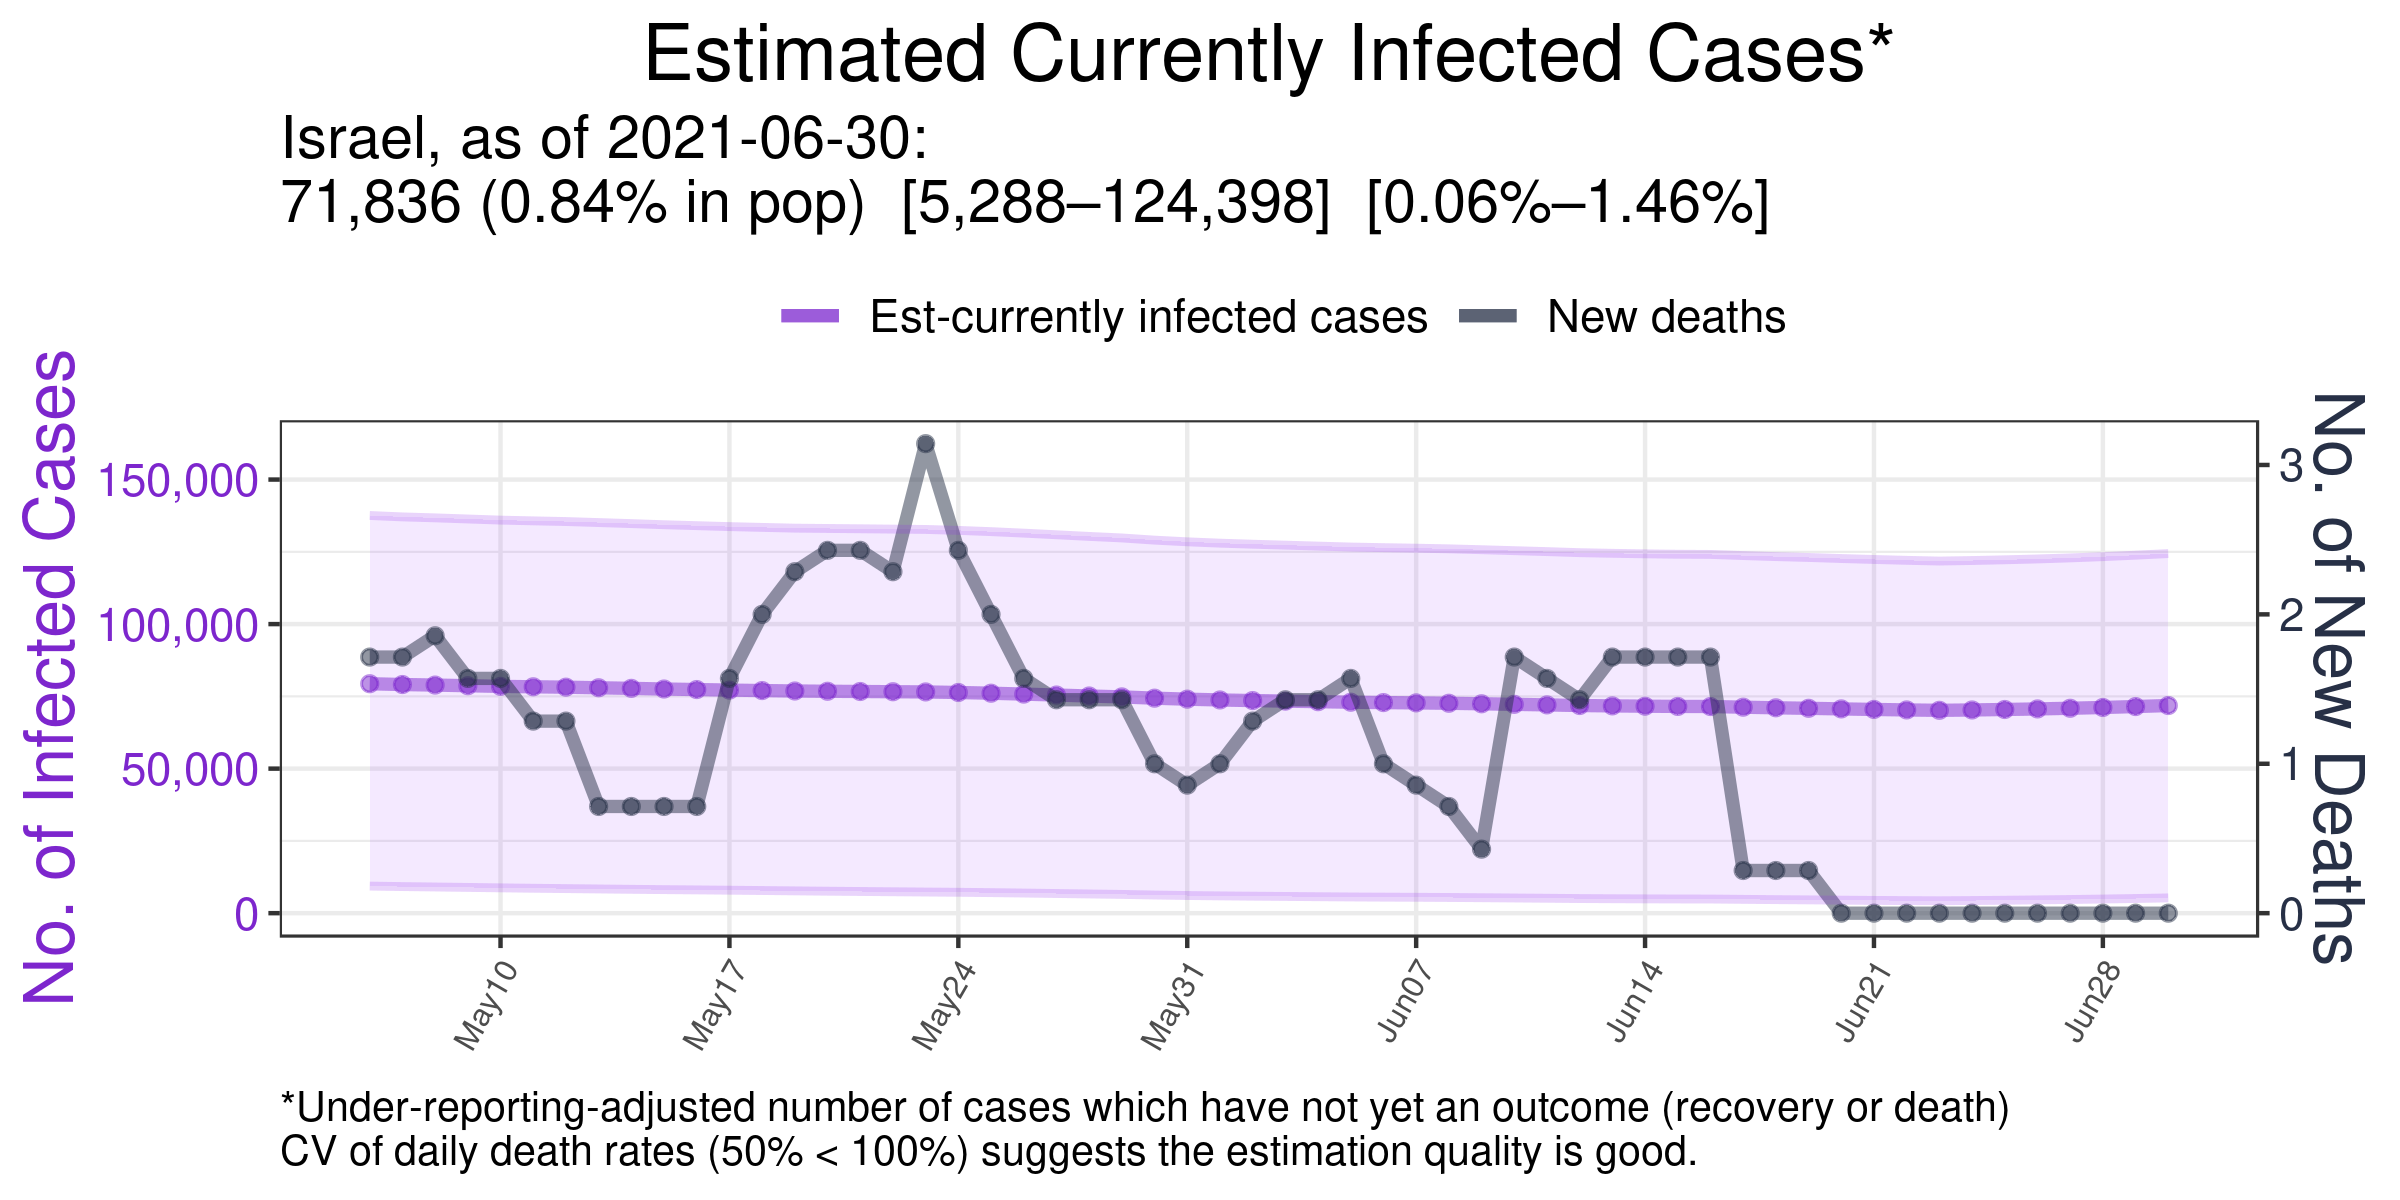 Estimated Currently Infected Cases*
Israel, as of 2021-06-30:
71,836 (0.84% in pop) [5,288–124,398] [0.06%–1.46%]
Est-currently infected cases New deaths
No. of Infected Cases
150,000
100,000
50,000
0
3
2
1
0
No. of New Deaths
May10 May17 May24 May31 Jun07 Jun14 Jun21 Jun28
*Under-reporting-adjusted number of cases which have not yet an outcome (recovery or death)
CV of daily death rates (50% < 100%) suggests the estimation quality is good.